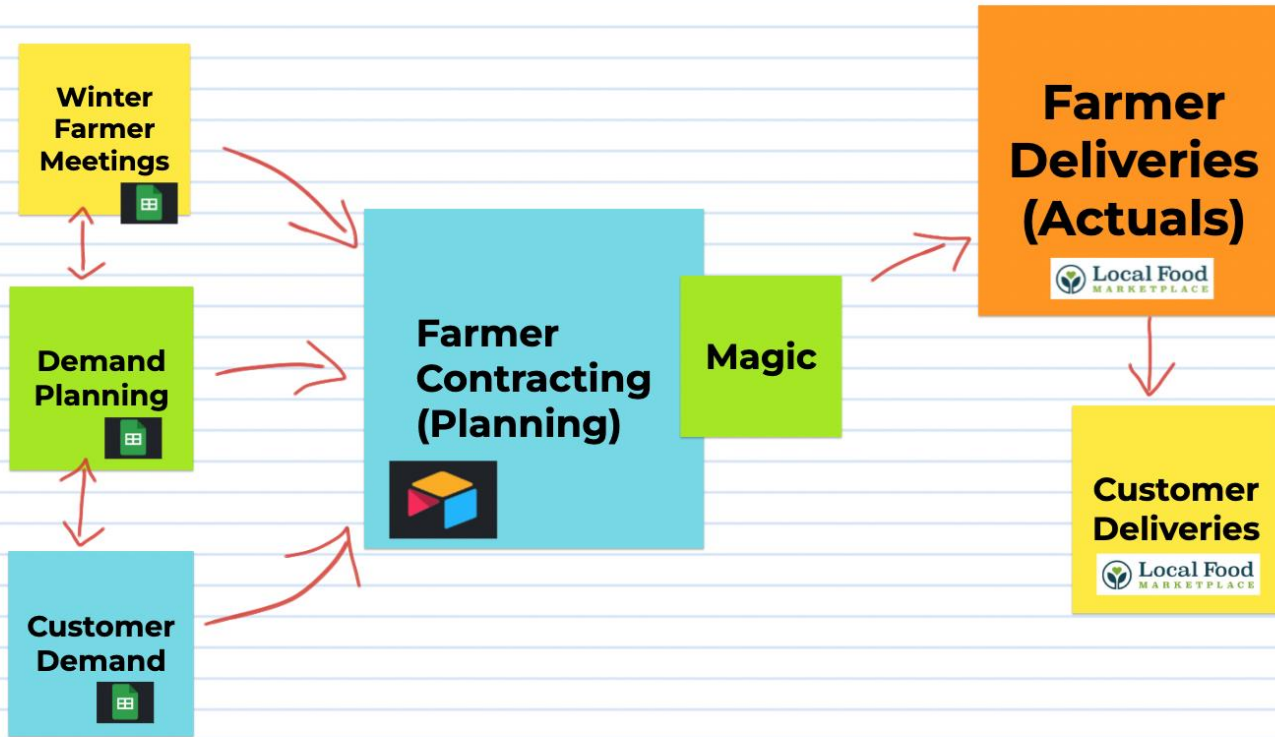 Winter
Farmer
Meetings
Demand
Planning
Customer
Demand
Farmer
Contracting
(Planning)
Magic
Farmer
Deliveries
(Actuals)
Local Food
MARKETPLACE
Customer
Deliveries
Local Food
MARKETPLACE